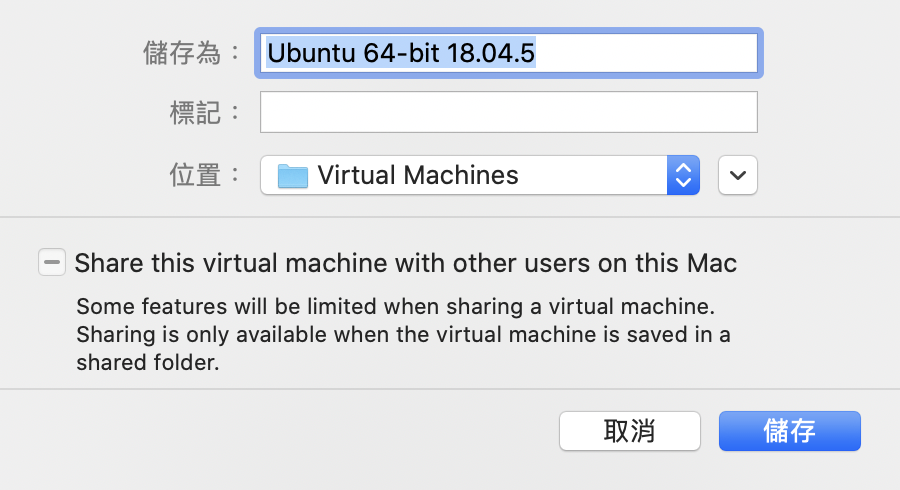 儲存為：
Ubuntu 64-bit 18.04.5
標記：
位置：
Virtual Machines
Share this virtual machine with other users on this Mac
Some features will be limited when sharing a virtual machine.
Sharing is only available when the virtual machine is saved in a
shared folder.
取消
儲存